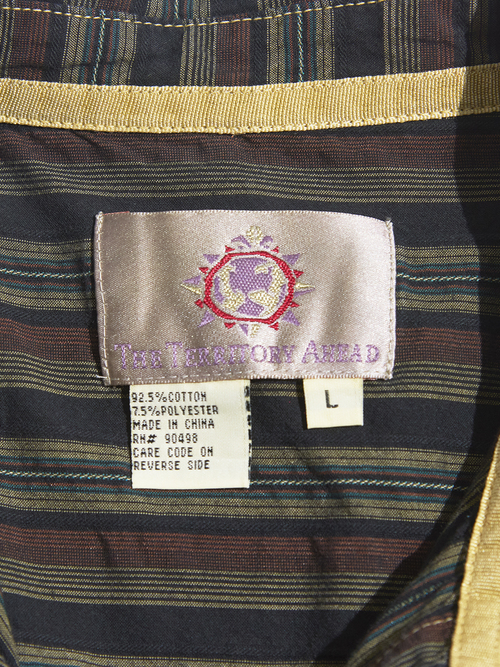 THE TERRITORY AHEAD
92.5%COTTON
7.5%POLYESTER
MADE IN CHINA
RN# 90498
CARE CODE ON
REVERSE SIDE
L